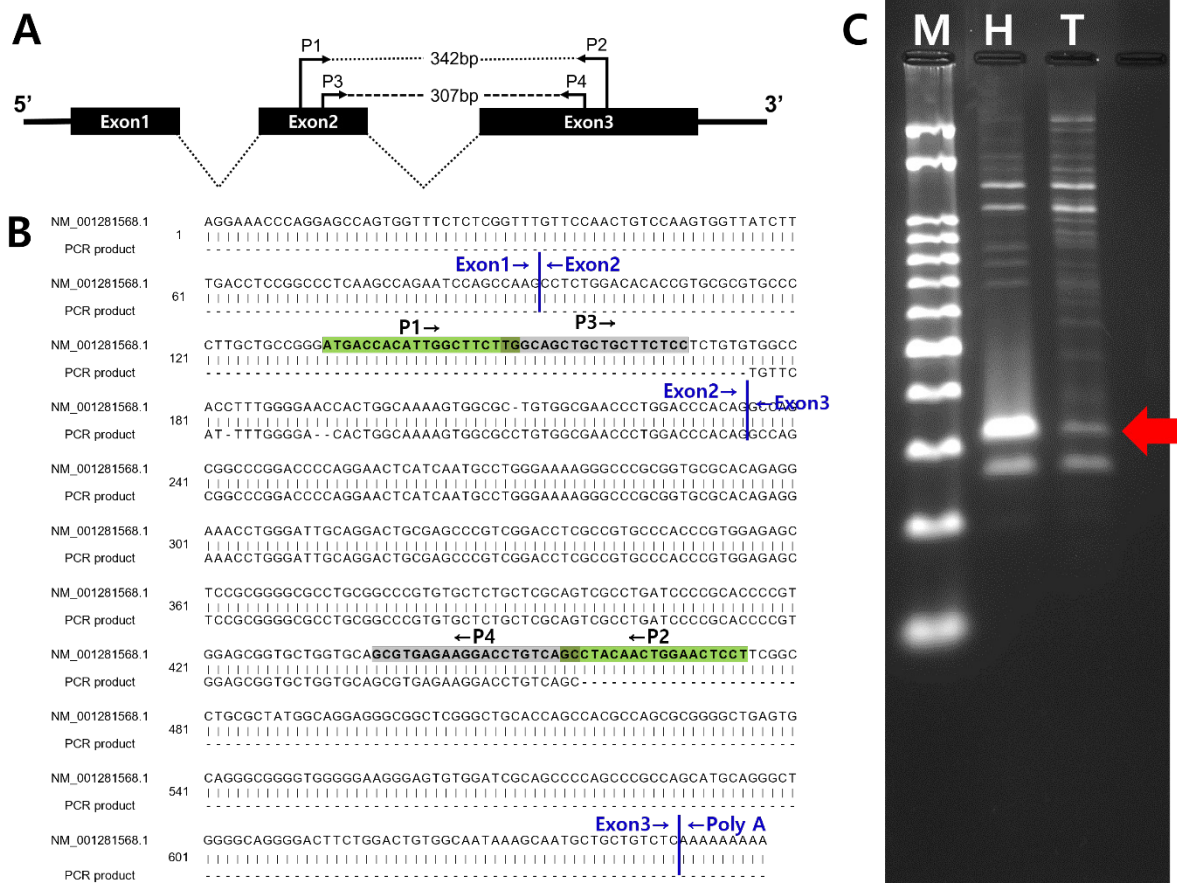 A
P1 342bp P2
P3 307bp P4
5’ Exon1 Exon2 Exon3 3’
B
NM_001281568.1 AGGAAACCCAGGAGCCAGTGGTTTCTCTCGGTTTGTTCCAACTGTCCAAGTGGTTATCTT
1
PCR product ------------------------------------------------------------
Exon1→ ←Exon2
NM_001281568.1 TGACCTCCGGCCCTCAAGCCAGAATCCAGCCAAGCCTCTGGACACACCGTGCGCGTGCCC
61
PCR product ------------------------------------------------------------
P1→ P3→
NM_001281568.1 CTTGCTGCCGGGATGACCACATTGGCTTCTTGGCAGCTGCTGCTTCTCCTCTGTGTGGCC
121
PCR product -------------------------------------------------------TGTTC
Exon2→ ←Exon3
NM_001281568.1 ACCTTTGGGGAACCACTGGCAAAAGTGGCGC-TGTGGCGAACCCTGGACCCACAGGCCAG
181
PCR product AT-TTTGGGGA--CACTGGCAAAAGTGGCGCCTGTGGCGAACCCTGGACCCACAGGCCAG
NM_001281568.1 CGGCCCGGACCCCAGGAACTCATCAATGCCTGGGAAAAGGGCCCGCGGTGCGCACAGAGG
241
PCR product CGGCCCGGACCCCAGGAACTCATCAATGCCTGGGAAAAGGGCCCGCGGTGCGCACAGAGG
NM_001281568.1 AAACCTGGGATTGCAGGACTGCGAGCCCGTCGGACCTCGCCGTGCCCACCCGTGGAGAGC
301
PCR product AAACCTGGGATTGCAGGACTGCGAGCCCGTCGGACCTCGCCGTGCCCACCCGTGGAGAGC
NM_001281568.1 TCCGCGGGGCGCCTGCGGCCCGTGTGCTCTGCTCGCAGTCGCCTGATCCCCGCACCCCGT
361
PCR product TCCGCGGGGCGCCTGCGGCCCGTGTGCTCTGCTCGCAGTCGCCTGATCCCCGCACCCCGT
←P4 ←P2
NM_001281568.1 GGAGCGGTGCTGGTGCAGCGTGAGAAGGACCTGTCAGCCTACAACTGGAACTCCTTCGGC
421
PCR product GGAGCGGTGCTGGTGCAGCGTGAGAAGGACCTGTCAGC----------------------
NM_001281568.1 CTGCGCTATGGCAGGAGGGCGGCTCGGGCTGCACCAGCCACGCCAGCGCGGGGCTGAGTG
481
PCR product ------------------------------------------------------------
NM_001281568.1 CAGGGCGGGGTGGGGGAAGGGAGTGTGGATCGCAGCCCCAGCCCGCCAGCATGCAGGGCT
541
PCR product ------------------------------------------------------------
Exon3→ ←Poly A
NM_001281568.1 GGGGCAGGGGACTTCTGGACTGTGGCAATAAAGCAATGCTGCTGTCTCAAAAAAAAA
601
PCR product ---------------------------------------------------------
C
M H T